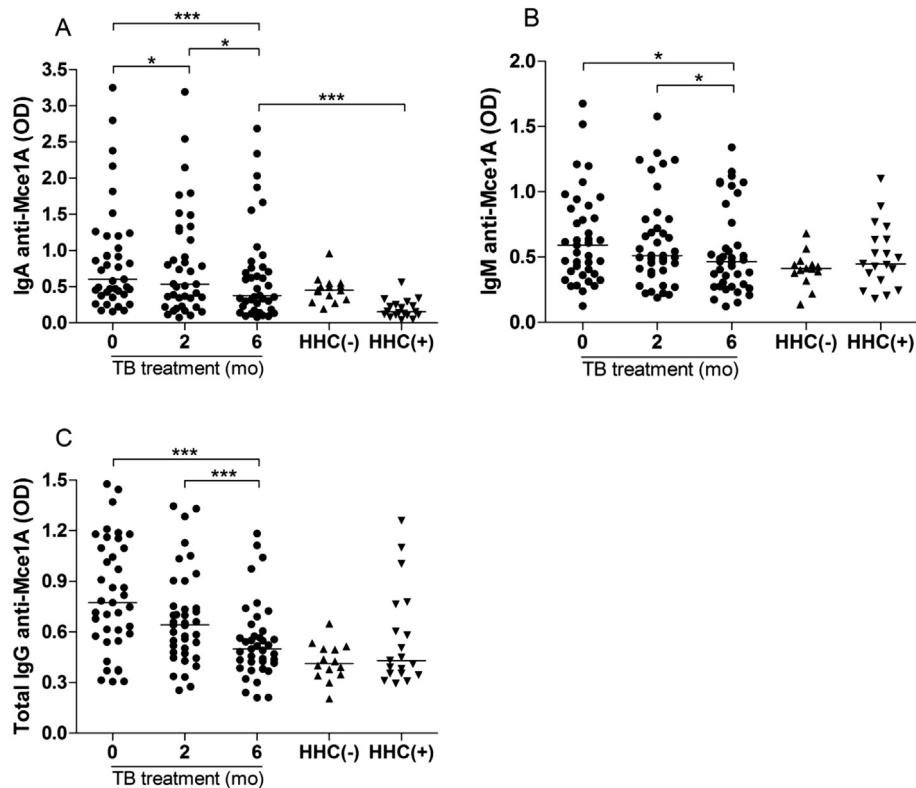 A
***
*
*
***
IgA anti-Mce1A (OD)
3.5
3.0
2.5
2.0
1.5
1.0
0.5
0.0
0 2 6 HHC(-) HHC(+)
TB treatment (mo)
B
*
*
IgM anti-Mce1A (OD)
2.0
1.5
1.0
0.5
0.0
0 2 6 HHC(-) HHC(+)
TB treatment (mo)
C
***
***
Total IgG anti-Mce1A (OD)
1.5
1.2
0.9
0.6
0.3
0.0
0 2 6 HHC(-) HHC(+)
TB treatment (mo)